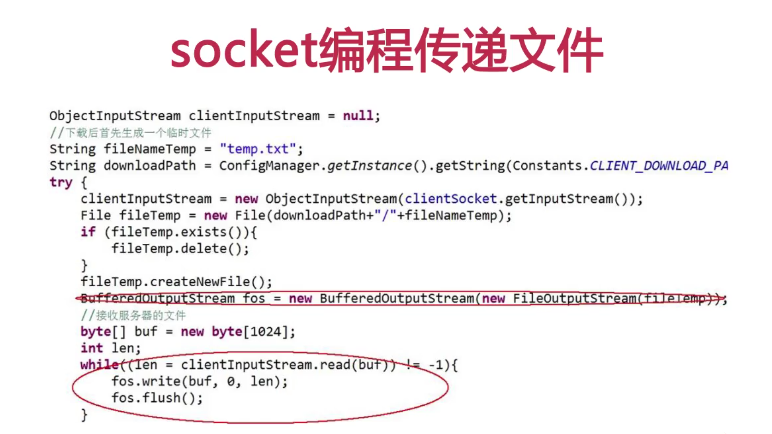 socket编程传递文件
ObjectInputStream clientInputStream = null;
//下载后首先生成一个临时文件
String fileNameTemp = "temp.txt";
String downloadPath = ConfigManager.getInstance().getString(Constants.CLIENT_DOWNLOAD_PA
try {
clientInputStream = new ObjectInputStream(clientSocket.getInputStream());
File fileTemp = new File(downloadPath+"/"+fileNameTemp);
if (fileTemp.exists()){
fileTemp.delete();
}
fileTemp.createNewFile();
BufferedOutputStream fos = new BufferedOutputStream(new FileOutputStream(fileTemp));
//接收服务器的文件
byte[] buf = new byte[1024];
int len;
while((len = clientInputStream.read(buf)) != -1){
fos.write(buf, 0, len);
fos.flush();
}